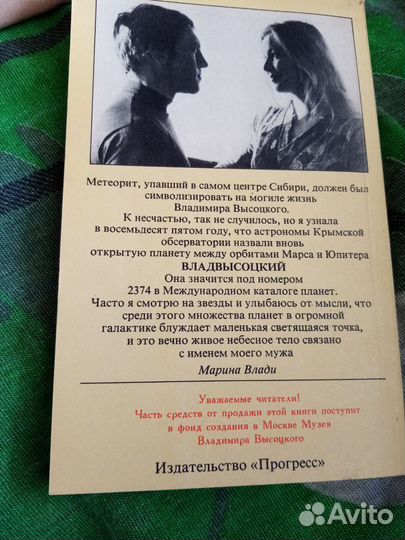 Метеорит, упавший в самом центре Сибири, должен был
символизировать на могиле жизнь
Владимира Высоцкого.
К несчастью, так не случилось, но я узнала
в восемьдесят пятом году, что астрономы Крымской
обсерватории назвали вновь
открытую планету между орбитами Марса и Юпитера
ВЛАДВЫСОЦКИЙ
Она значится под номером
2374 в Международном каталоге планет.
Часто я смотрю на звезды и улыбаюсь от мысли, что
среди этого множества планет в огромной
галактике блуждает маленькая светящаяся точка,
и это вечно живое небесное тело связано
с именем моего мужа
Марина Влади
Уважаемые читатели!
Часть средств от продажи этой книги поступит
в фонд создания в Москве Музея
Владимира Высоцкого
Издательство «Прогресс»
Avito